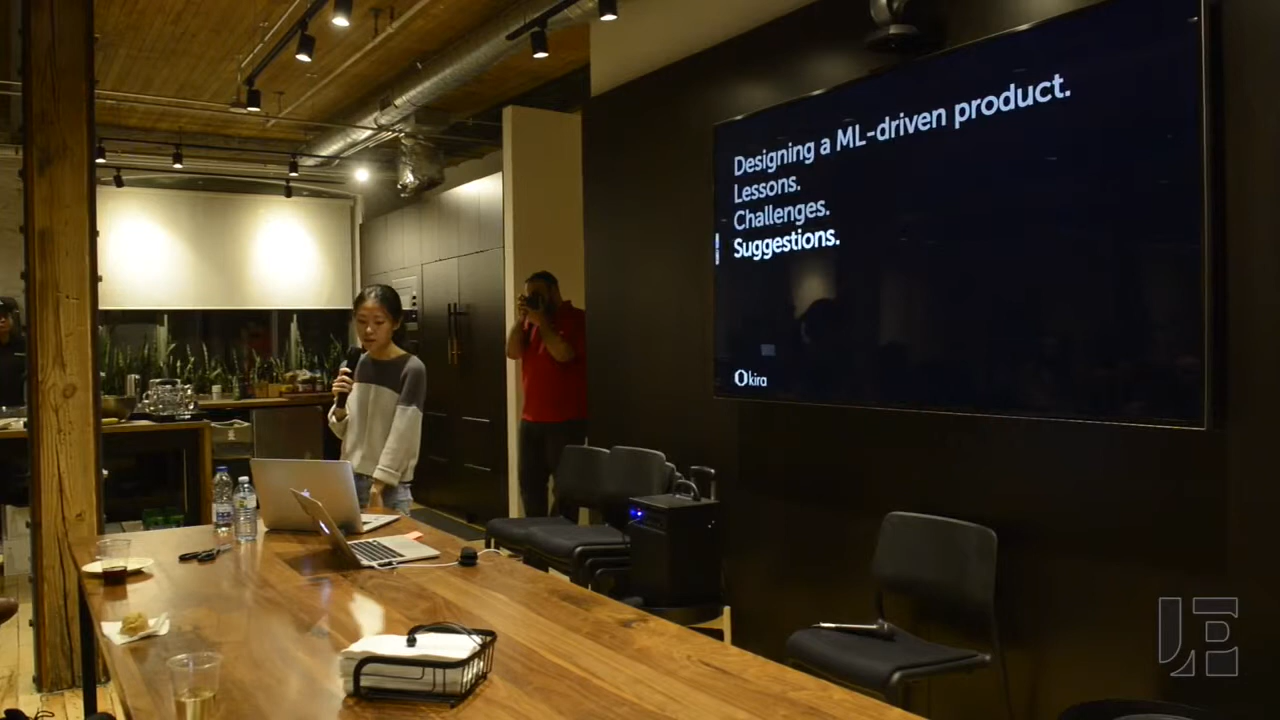 Designing a ML-driven product.
Lessons.
Challenges.
Suggestions.
kira